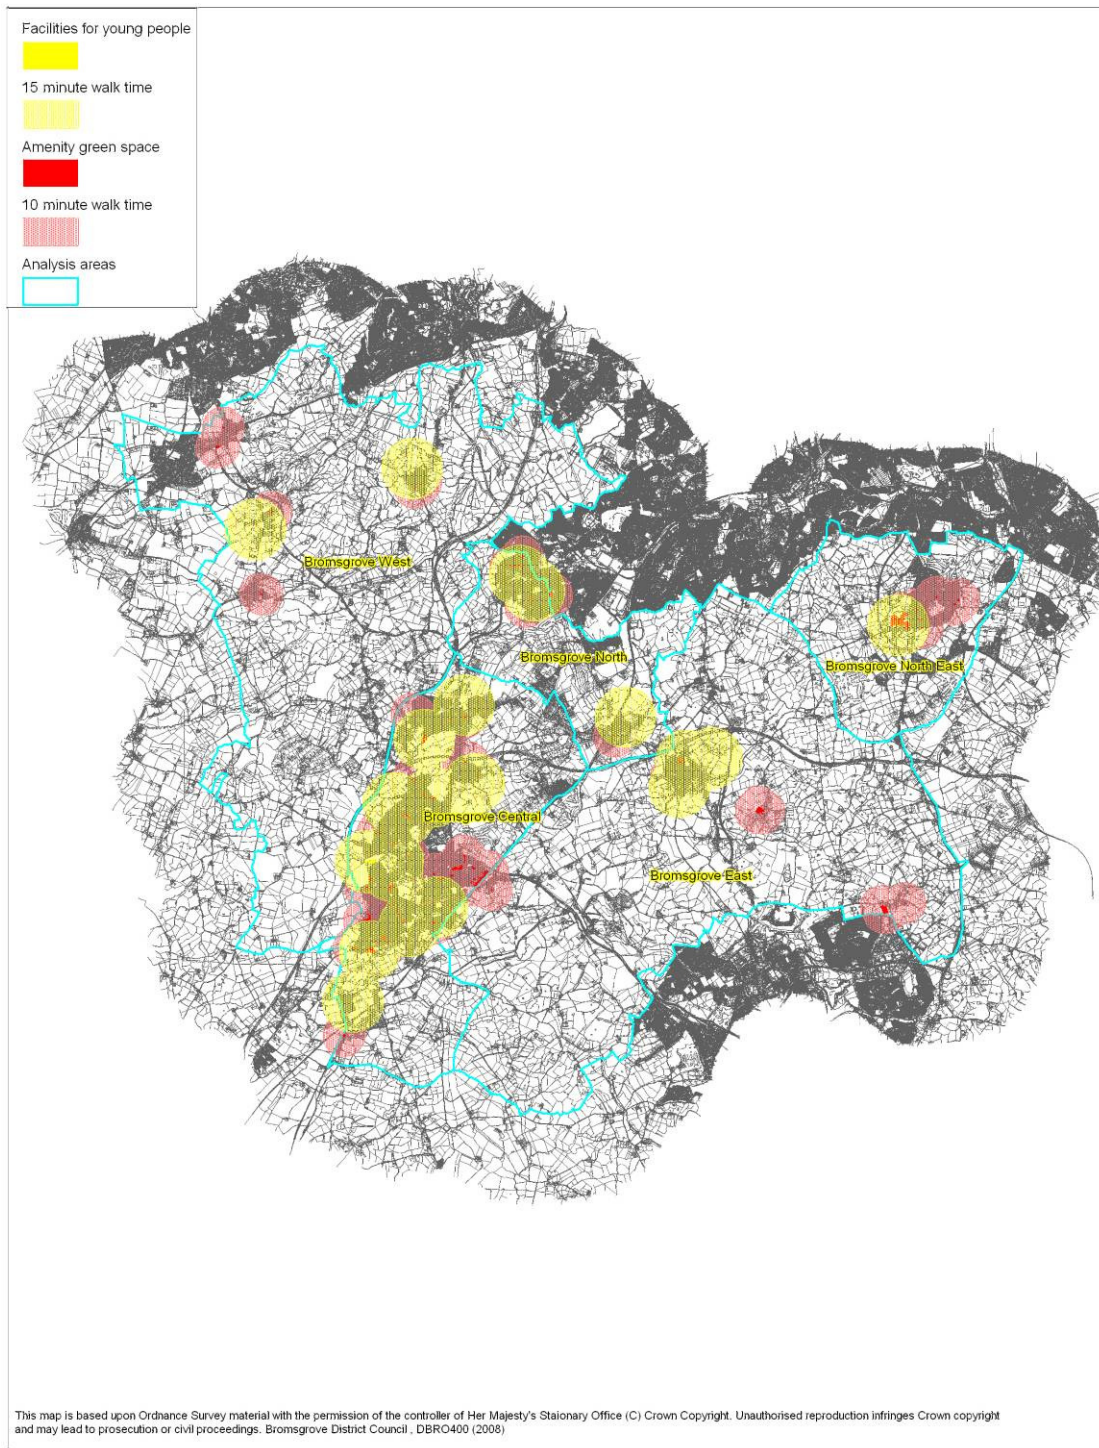 Facilities for young people
15 minute walk time
Amenity green space
10 minute walk time
Analysis areas
Bromsgrove West
Bromsgrove North
Bromsgrove North East
Bromsgrove Central
Bromsgrove East
This map is based upon Ordnance Survey material with the permission of the controller of Her Majesty's Staionary Office (C) Crown Copyright. Unauthorised reproduction infringes Crown copyright
and may lead to prosecution or civil proceedings. Bromsgrove District Council , DBRO400 (2008)